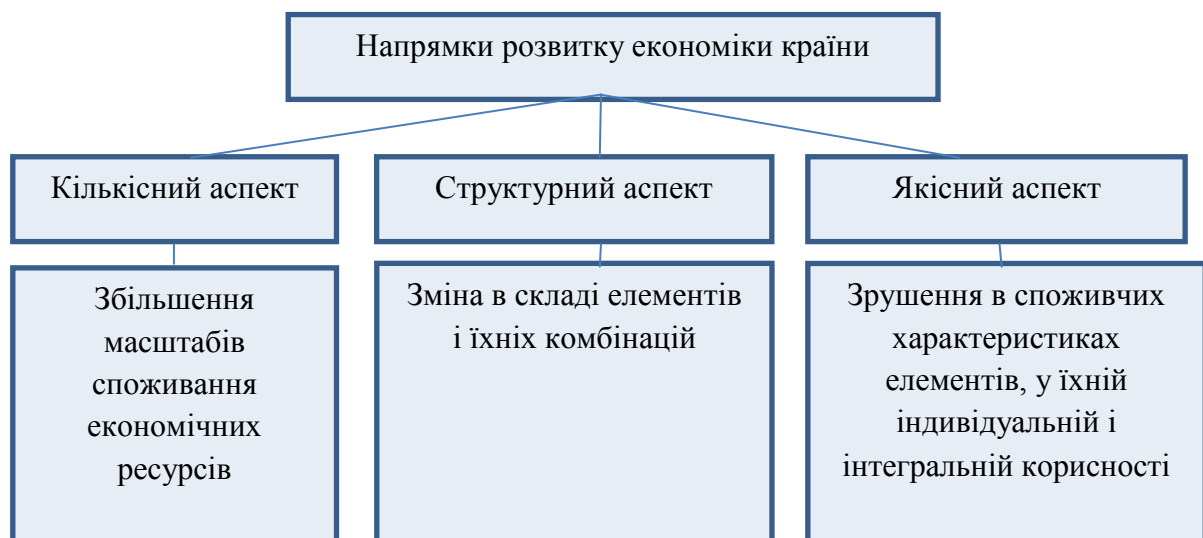 Напрямки розвитку економіки країни
Кількісний аспект
Структурний аспект
Якісний аспект
Збільшення
масштабів
споживання
економічних
ресурсів
Зміна в складі елементів
і їхніх комбінацій
Зрушення в споживчих
характеристиках
елементів, у їхній
індивідуальній і
інтегральній корисності